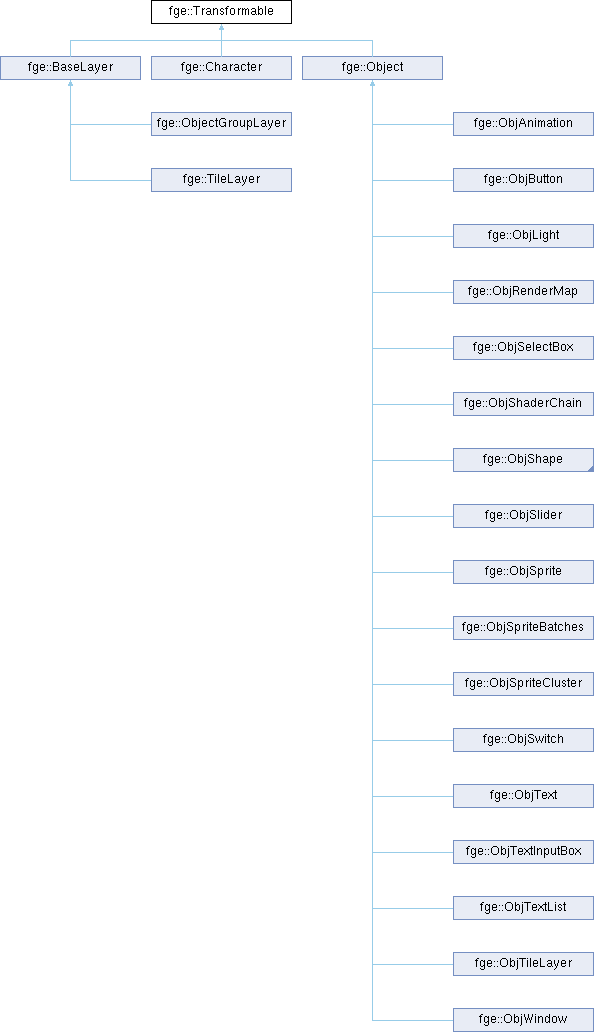 fge::Transformable
fge::BaseLayer
fge::Character
fge::Object
fge::ObjectGroupLayer
fge::ObjAnimation
fge::TileLayer
fge::ObjButton
fge::ObjLight
fge::ObjRenderMap
fge::ObjSelectBox
fge::ObjShaderChain
fge::ObjShape
fge::ObjSlider
fge::ObjSprite
fge::ObjSpriteBatches
fge::ObjSpriteCluster
fge::ObjSwitch
fge::ObjText
fge::ObjTextInputBox
fge::ObjTextList
fge::ObjTileLayer
fge::ObjWindow